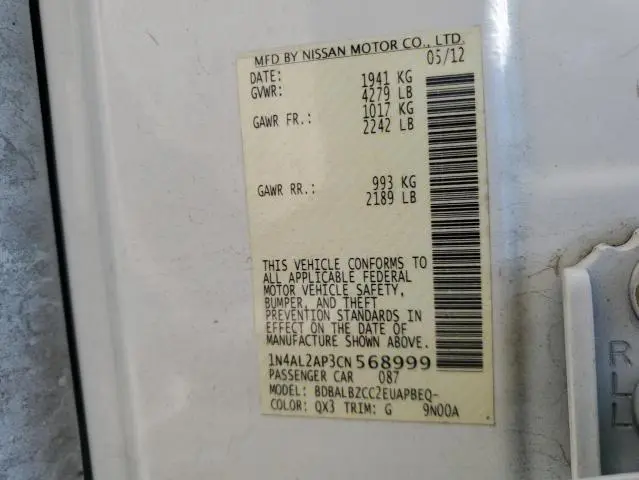 MFD BY NISSAN MOTOR CO., LTD.
DATE: 05/12
GVWR: 1941 KG
4279 LB
GAWR FR.: 1017 KG
2242 LB
GAWR RR.: 993 KG
2189 LB
THIS VEHICLE CONFORMS TO
ALL APPLICABLE FEDERAL
MOTOR VEHICLE SAFETY,
BUMPER, AND THEFT
PREVENTION STANDARDS IN
EFFECT ON THE DATE OF
MANUFACTURE SHOWN ABOVE.
1N4AL2AP3CN568999
PASSENGER CAR 087
MODEL: BDBALBZCC2EUAPBEQ-
COLOR: QX3 TRIM: G 9N00A